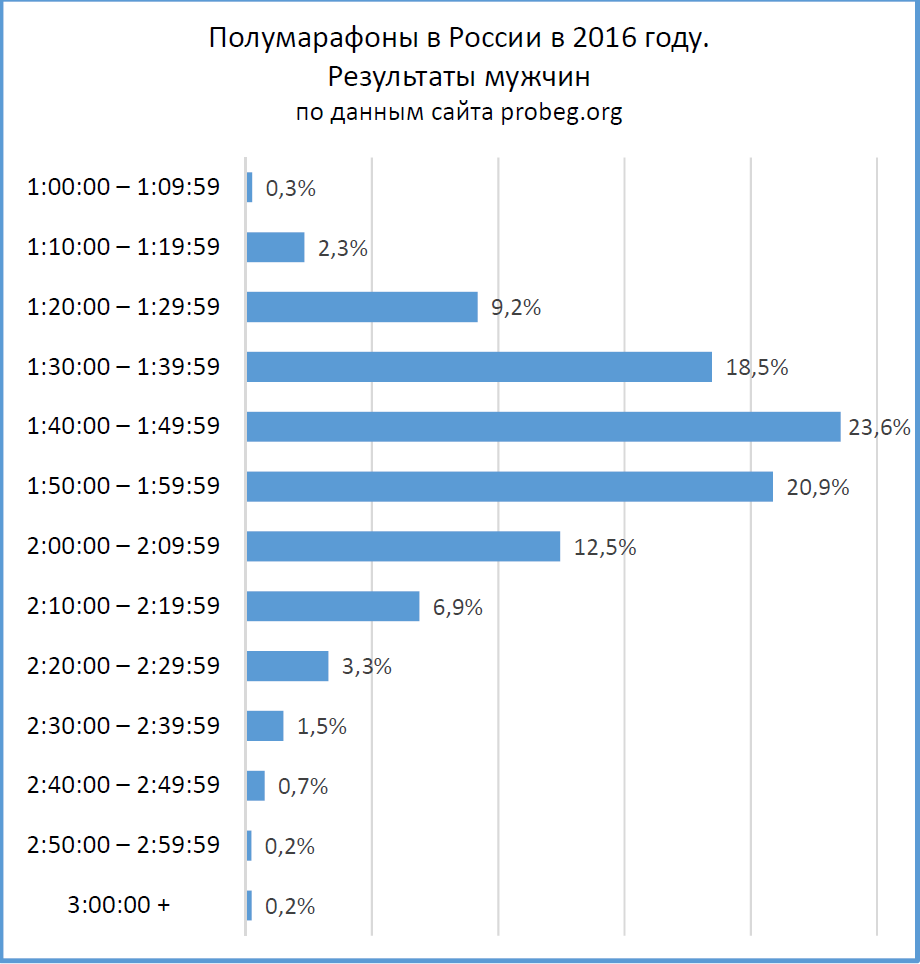 Полумарафоны в России в 2016 году.
Результаты мужчин
по данным сайта probeg.org
1:00:00 – 1:09:59 0,3%
1:10:00 – 1:19:59 2,3%
1:20:00 – 1:29:59 9,2%
1:30:00 – 1:39:59 18,5%
1:40:00 – 1:49:59 23,6%
1:50:00 – 1:59:59 20,9%
2:00:00 – 2:09:59 12,5%
2:10:00 – 2:19:59 6,9%
2:20:00 – 2:29:59 3,3%
2:30:00 – 2:39:59 1,5%
2:40:00 – 2:49:59 0,7%
2:50:00 – 2:59:59 0,2%
3:00:00 + 0,2%